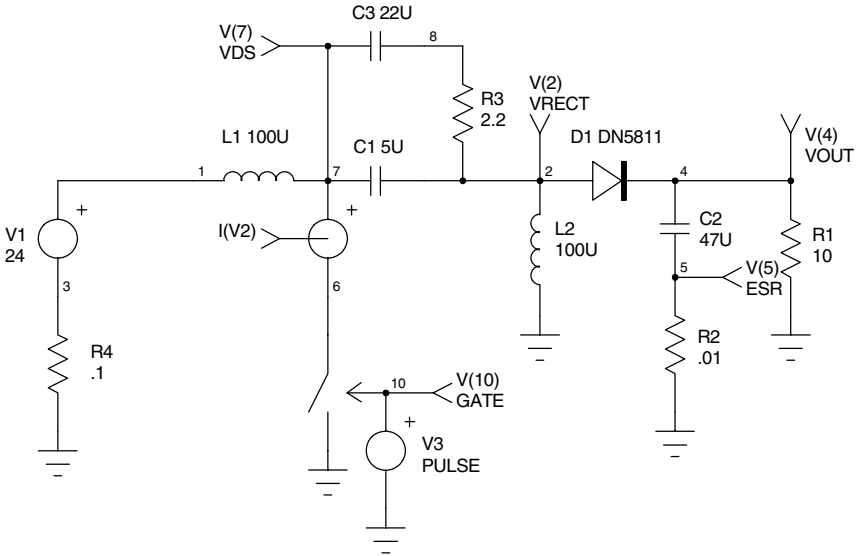 C3 22U
V(7)
VDS
8
V(2)
VRECT
R3
2.2
L1 100U
C1 5U
D1 DN5811
V(4)
VOUT
1
7
2
4
V1
24
+
I(V2)
+
L2
100U
C2
47U
R1
10
3
6
5
V(5)
ESR
R4
.1
R2
.01
10
V(10)
GATE
+
V3
PULSE